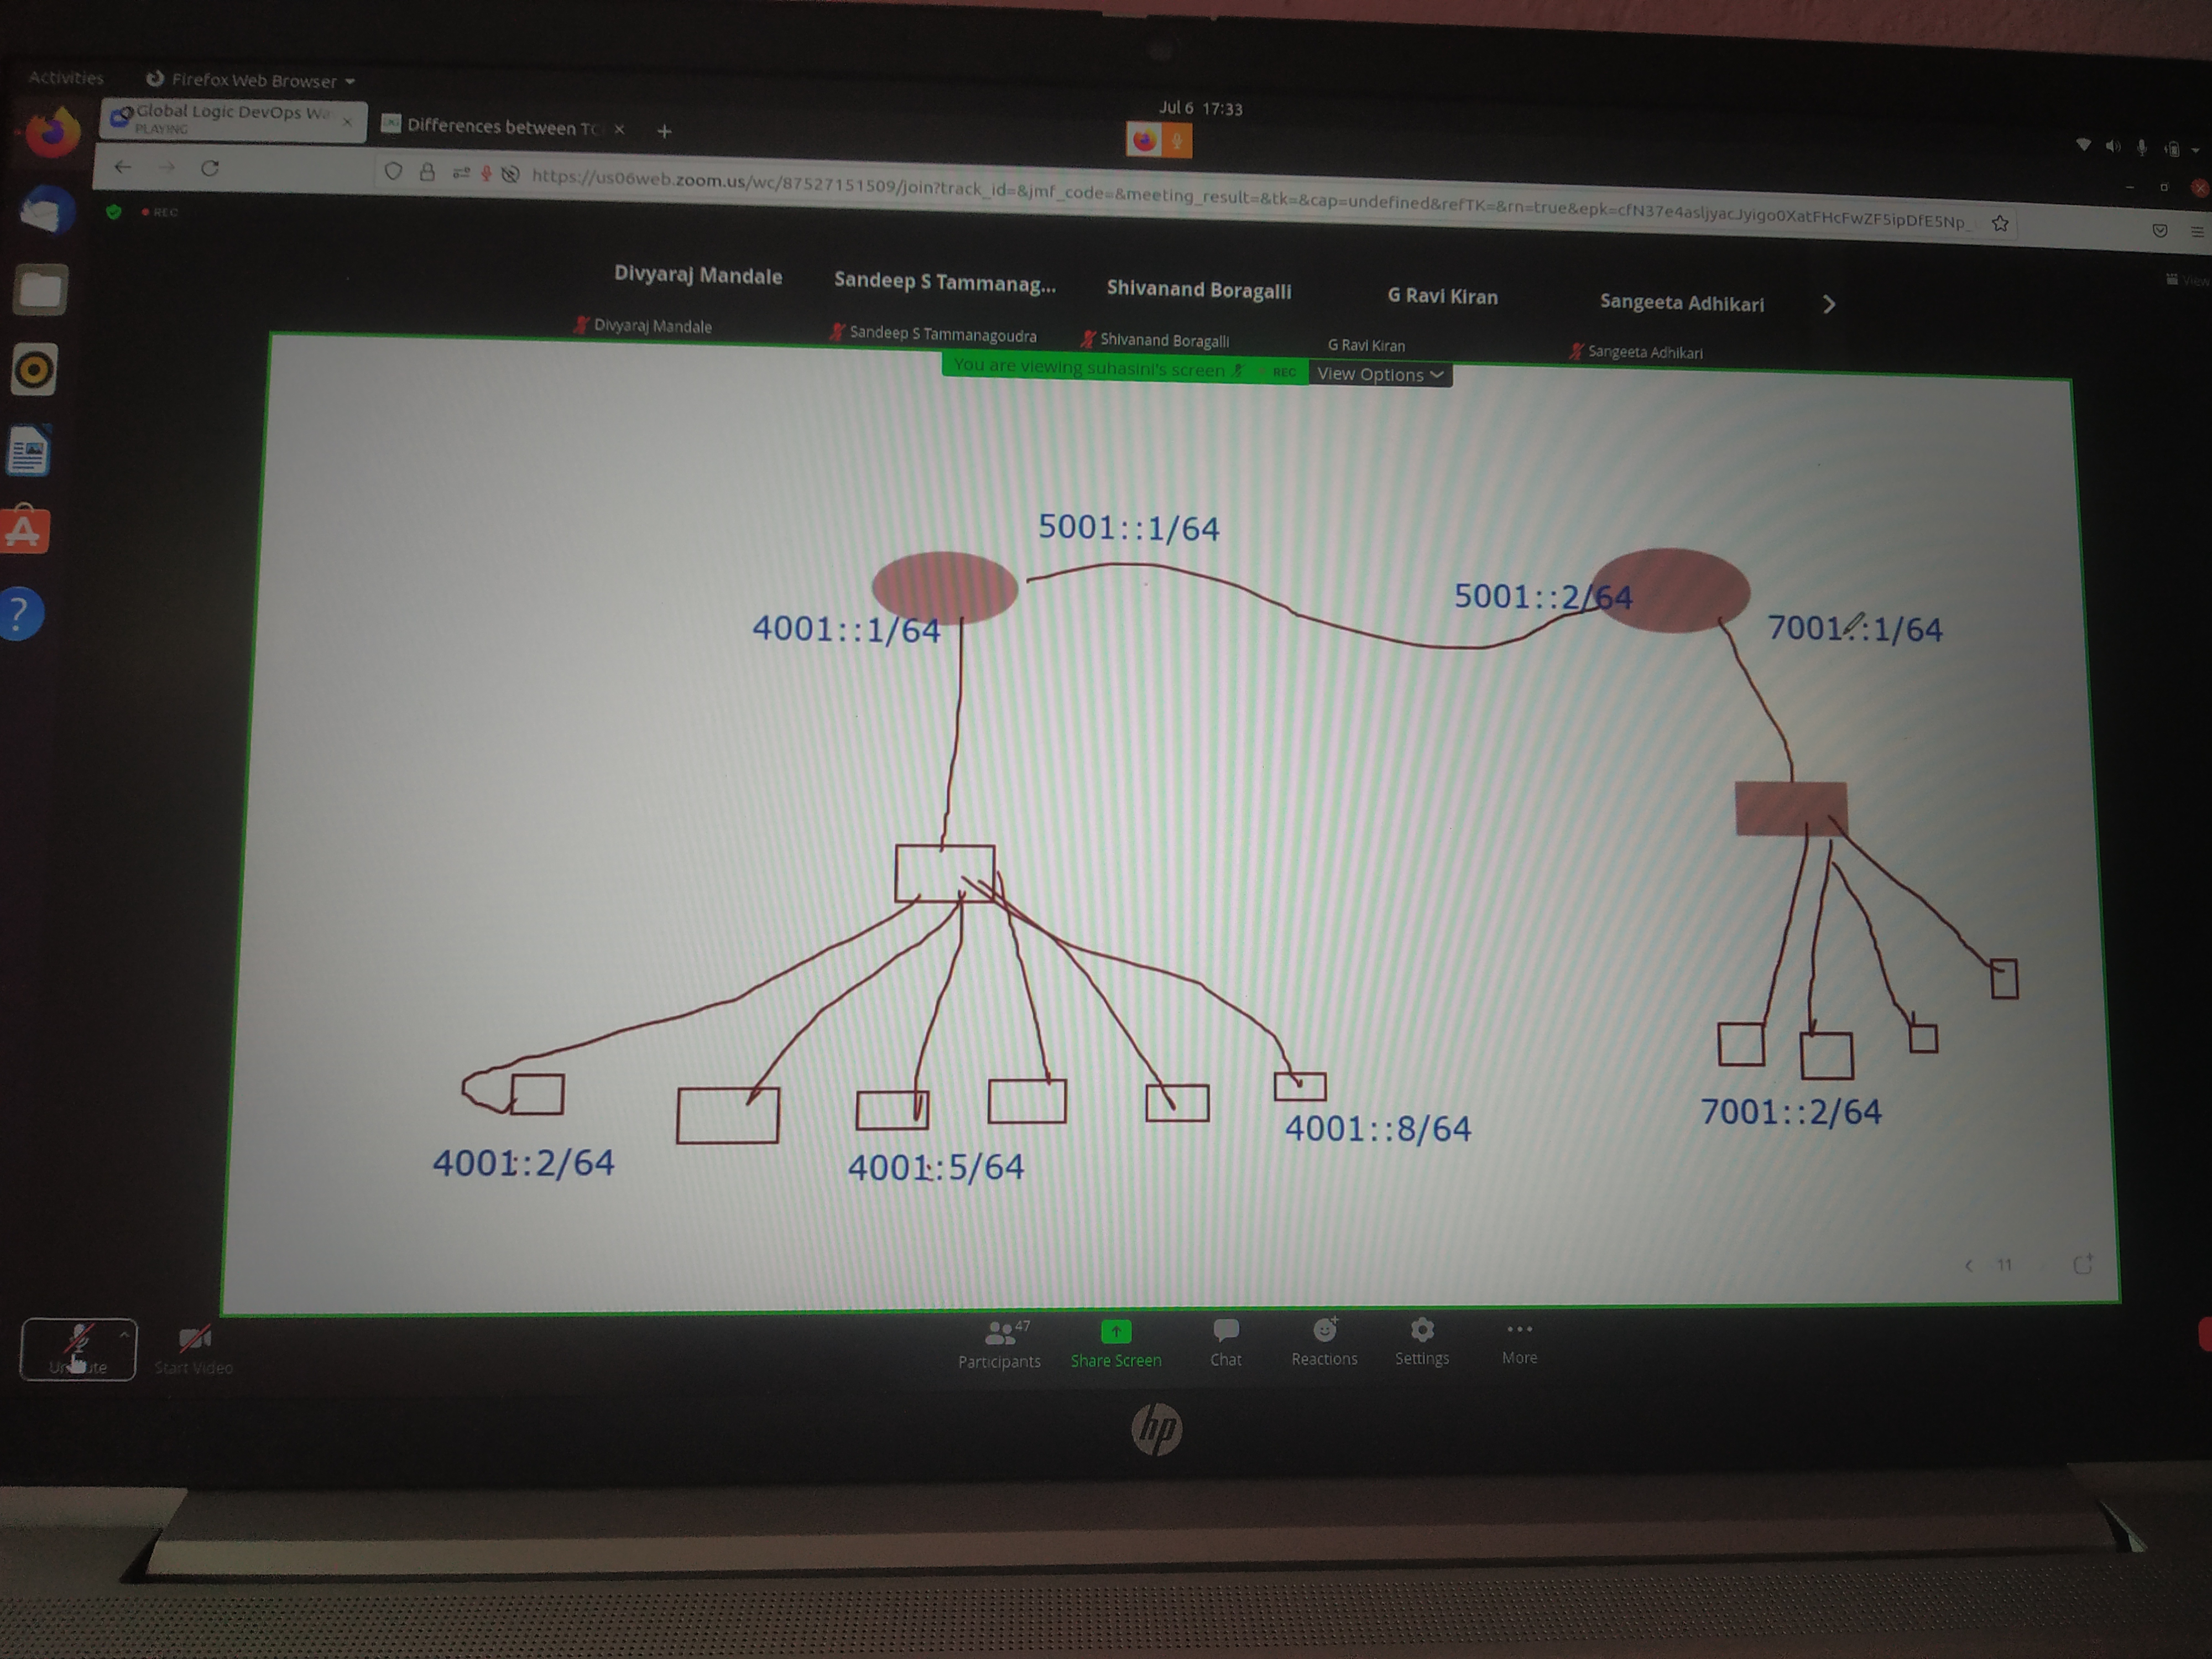 Activities
Firefox Web Browser
Jul 6 17:33
Global Logic DevOps Wa
PLAYING
Differences between TC
https://us06web.zoom.us/wc/87527151509/join?track_id=&jmf_code=&meeting_result=&tk=&cap=undefined&refTK=&rn=true&epk=
REC
View
Divyaraj Mandale
Sandeep S Tammanag...
Shivanand Boragalli
G Ravi Kiran
Sangeeta Adhikari
Divyaraj Mandale
Sandeep S Tammanagoudra
Shivanand Boragalli
G Ravi Kiran
Sangeeta Adhikari
You are viewing suhasini's screen
REC
View Options
5001::1/64
4001::1/64
5001::2/64
7001::1/64
4001::2/64
4001::5/64
4001::8/64
7001::2/64
11
Start Video
47
Participants
Share Screen
Chat
Reactions
Settings
More
hp